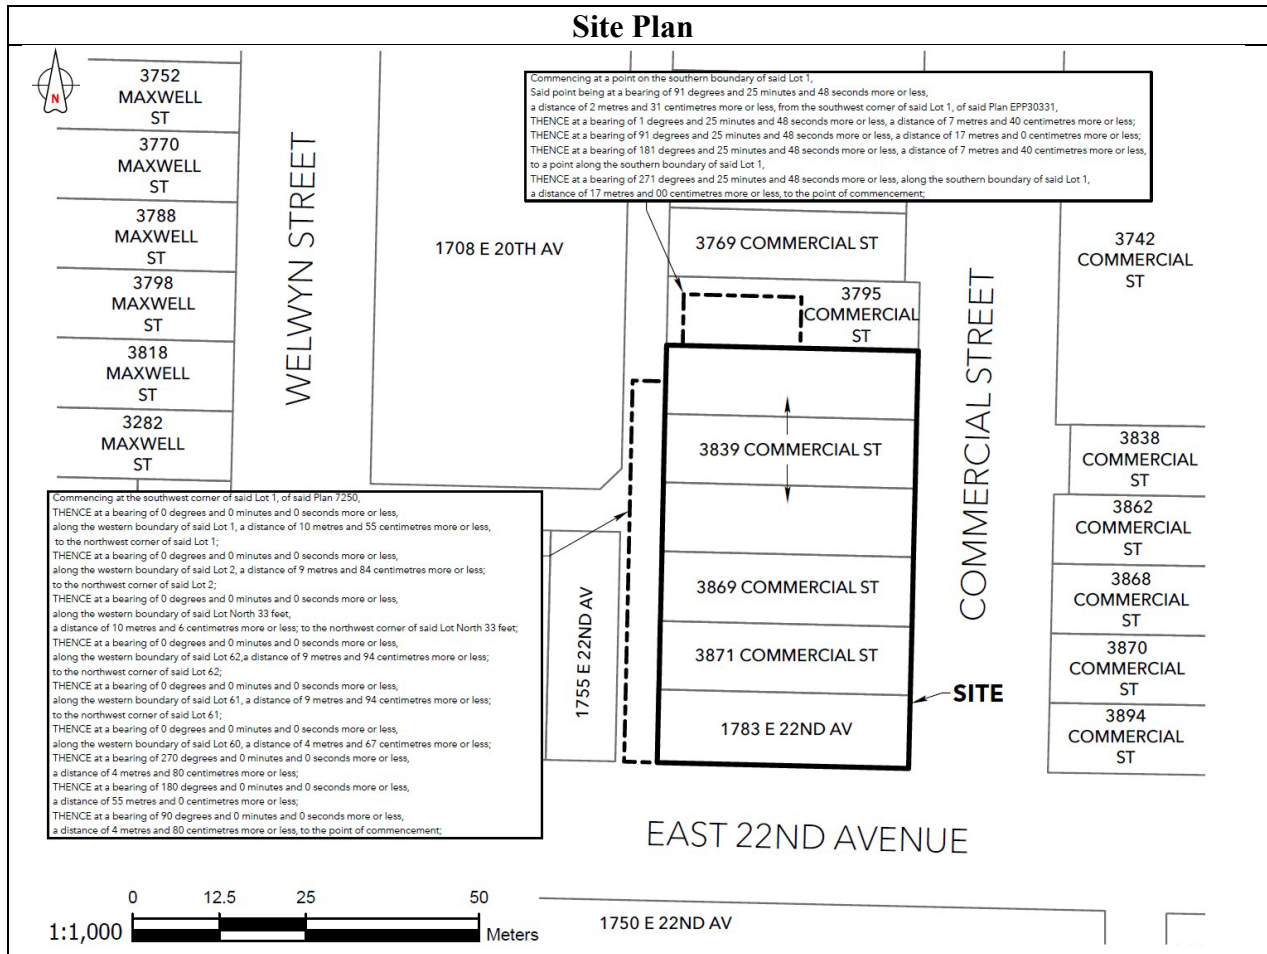 Site Plan
N
3752
MAXWELL
ST
3770
MAXWELL
ST
3788
MAXWELL
ST
3798
MAXWELL
ST
3818
MAXWELL
ST
3282
MAXWELL
ST
WELWYN STREET
Commencing at a point on the southern boundary of said Lot 1,
Said point being at a bearing of 91 degrees and 25 minutes and 48 seconds more or less,
a distance of 2 metres and 31 centimetres more or less, from the southwest corner of said Lot 1, of said Plan EPP30331,
THENCE at a bearing of 1 degrees and 25 minutes and 48 seconds more or less, a distance of 7 metres and 40 centimetres more or less;
THENCE at a bearing of 91 degrees and 25 minutes and 48 seconds more or less, a distance of 17 metres and 0 centimetres more or less;
THENCE at a bearing of 181 degrees and 25 minutes and 48 seconds more or less, a distance of 7 metres and 40 centimetres more or less,
to a point along the southern boundary of said Lot 1,
THENCE at a bearing of 271 degrees and 25 minutes and 48 seconds more or less, along the southern boundary of said Lot 1,
a distance of 17 metres and 00 centimetres more or less, to the point of commencement;
1708 E 20TH AV
3769 COMMERCIAL ST
3795
COMMERCIAL
ST
3839 COMMERCIAL ST
3869 COMMERCIAL ST
3871 COMMERCIAL ST
1783 E 22ND AV
COMMERCIAL STREET
SITE
3742
COMMERCIAL
ST
3838
COMMERCIAL
ST
3862
COMMERCIAL
ST
3868
COMMERCIAL
ST
3870
COMMERCIAL
ST
3894
COMMERCIAL
ST
Commencing at the southwest corner of said Lot 1, of said Plan 7250,
THENCE at a bearing of 0 degrees and 0 minutes and 0 seconds more or less,
along the western boundary of said Lot 1, a distance of 10 metres and 55 centimetres more or less,
to the northwest corner of said Lot 1;
THENCE at a bearing of 0 degrees and 0 minutes and 0 seconds more or less,
along the western boundary of said Lot 2, a distance of 9 metres and 84 centimetres more or less;
to the northwest corner of said Lot 2;
THENCE at a bearing of 0 degrees and 0 minutes and 0 seconds more or less,
along the western boundary of said Lot North 33 feet,
a distance of 10 metres and 6 centimetres more or less; to the northwest corner of said Lot North 33 feet;
THENCE at a bearing of 0 degrees and 0 minutes and 0 seconds more or less,
along the western boundary of said Lot 62,a distance of 9 metres and 94 centimetres more or less;
to the northwest corner of said Lot 62;
THENCE at a bearing of 0 degrees and 0 minutes and 0 seconds more or less,
along the western boundary of said Lot 61, a distance of 9 metres and 94 centimetres more or less;
to the northwest corner of said Lot 61;
THENCE at a bearing of 0 degrees and 0 minutes and 0 seconds more or less,
along the western boundary of said Lot 60, a distance of 4 metres and 67 centimetres more or less;
THENCE at a bearing of 270 degrees and 0 minutes and 0 seconds more or less,
a distance of 4 metres and 80 centimetres more or less;
THENCE at a bearing of 180 degrees and 0 minutes and 0 seconds more or less,
a distance of 55 metres and 0 centimetres more or less;
THENCE at a bearing of 90 degrees and 0 minutes and 0 seconds more or less,
a distance of 4 metres and 80 centimetres more or less, to the point of commencement;
1755 E 22ND AV
EAST 22ND AVENUE
1750 E 22ND AV
0 12.5 25 50
1:1,000
Meters